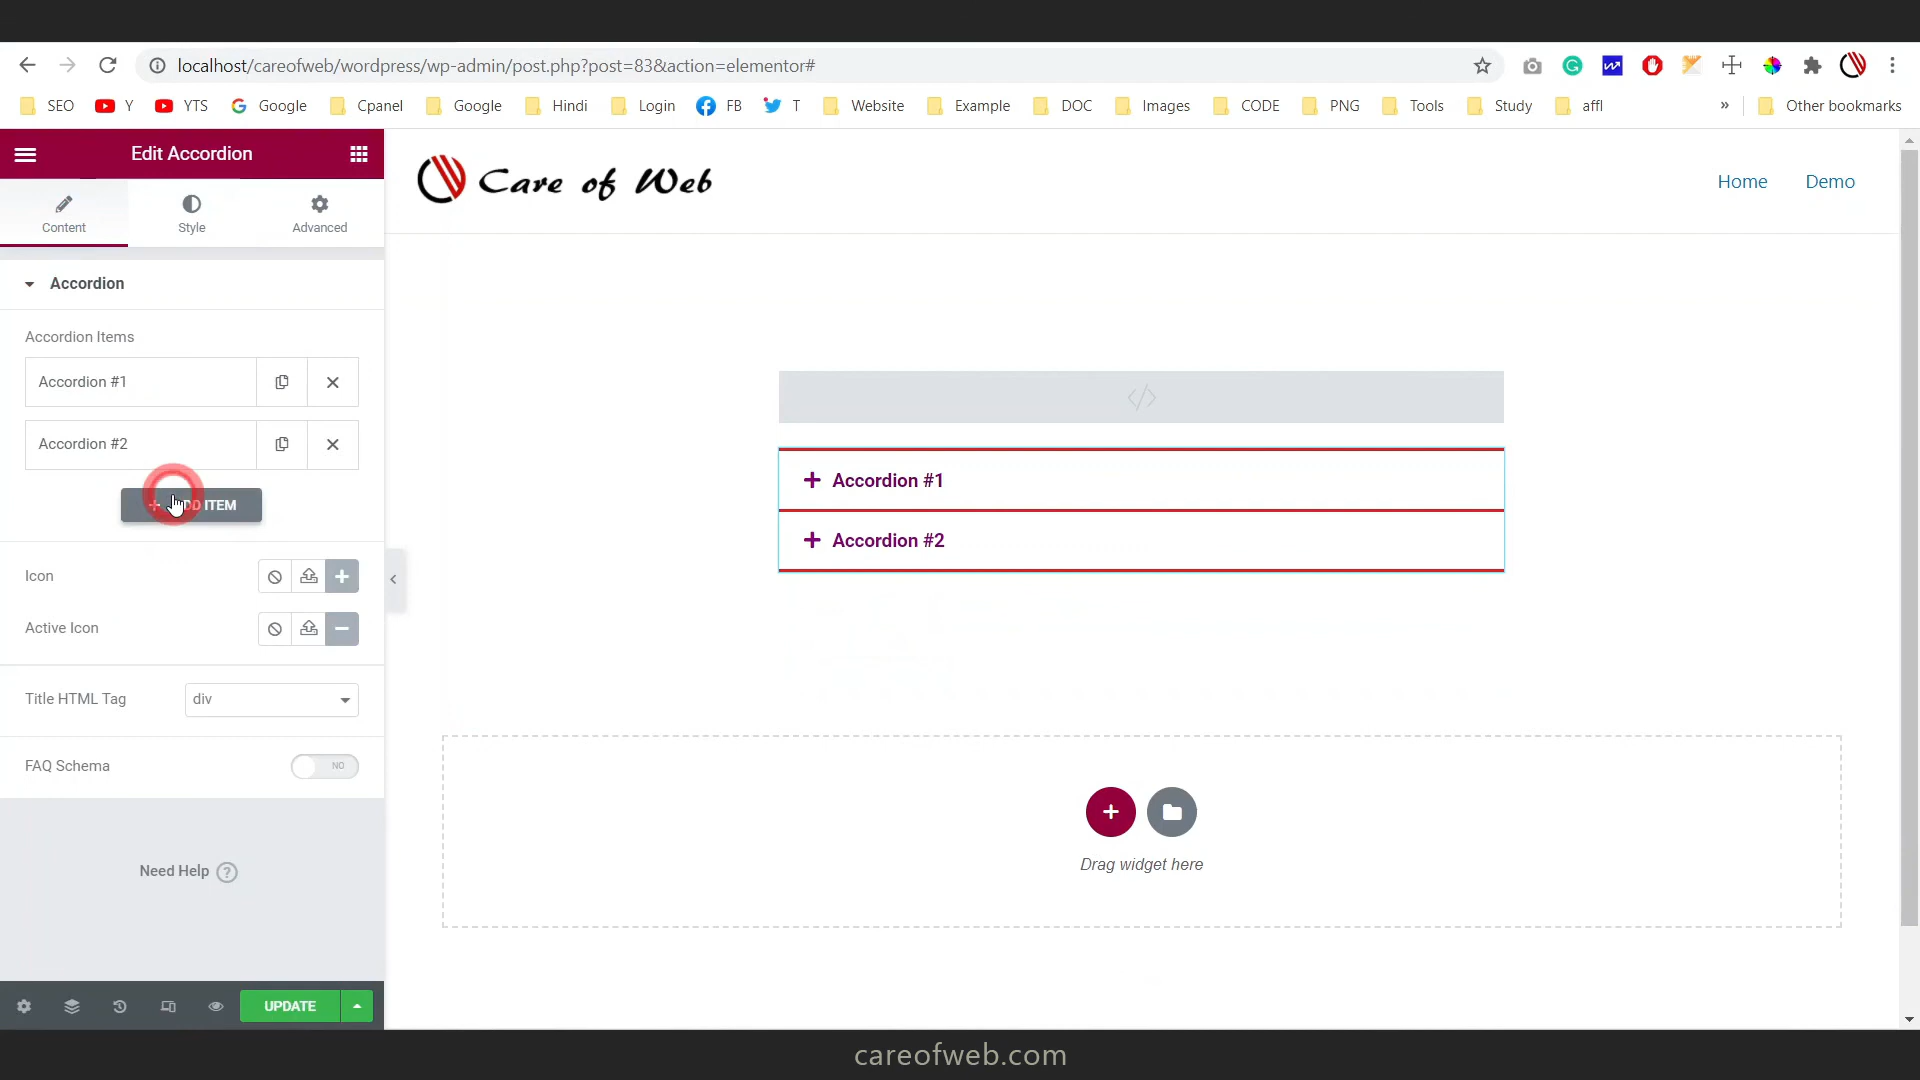 localhost/careofweb/wordpress/wp-admin/post.php?post=83&action=elementor#
SEO Y YTS Google Cpanel Google Hindi Login FB T Website Example DOC Images CODE PNG Tools Study affl » Other bookmarks
Edit Accordion
Care of Web
Home Demo
Content Style Advanced
Accordion
Accordion Items
Accordion #1
Accordion #2
ITEM
Accordion #1
Accordion #2
Icon
Active Icon
Title HTML Tag div
FAQ Schema NO
Drag widget here
Need Help ?
UPDATE
careofweb.com